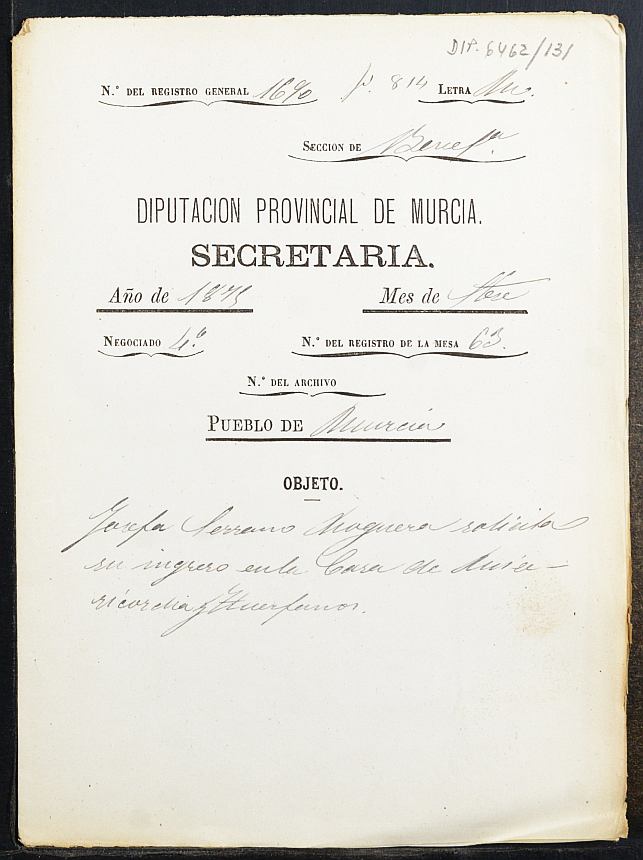 DIP. 6462/131
N.º DEL REGISTRO GENERAL 1690 fº 814 LETRA M.
SECCION DE Benefª.
DIPUTACION PROVINCIAL DE MURCIA.
SECRETARIA.
Año de 1875 Mes de
NEGOCIADO 4.º N.º DEL REGISTRO DE LA MESA 63.
N.º DEL ARCHIVO
PUEBLO DE Murcia
OBJETO.
Josefa Serrano Noguera solicita
su ingreso en la Casa de Mise-
ricordia y Huerfanos.